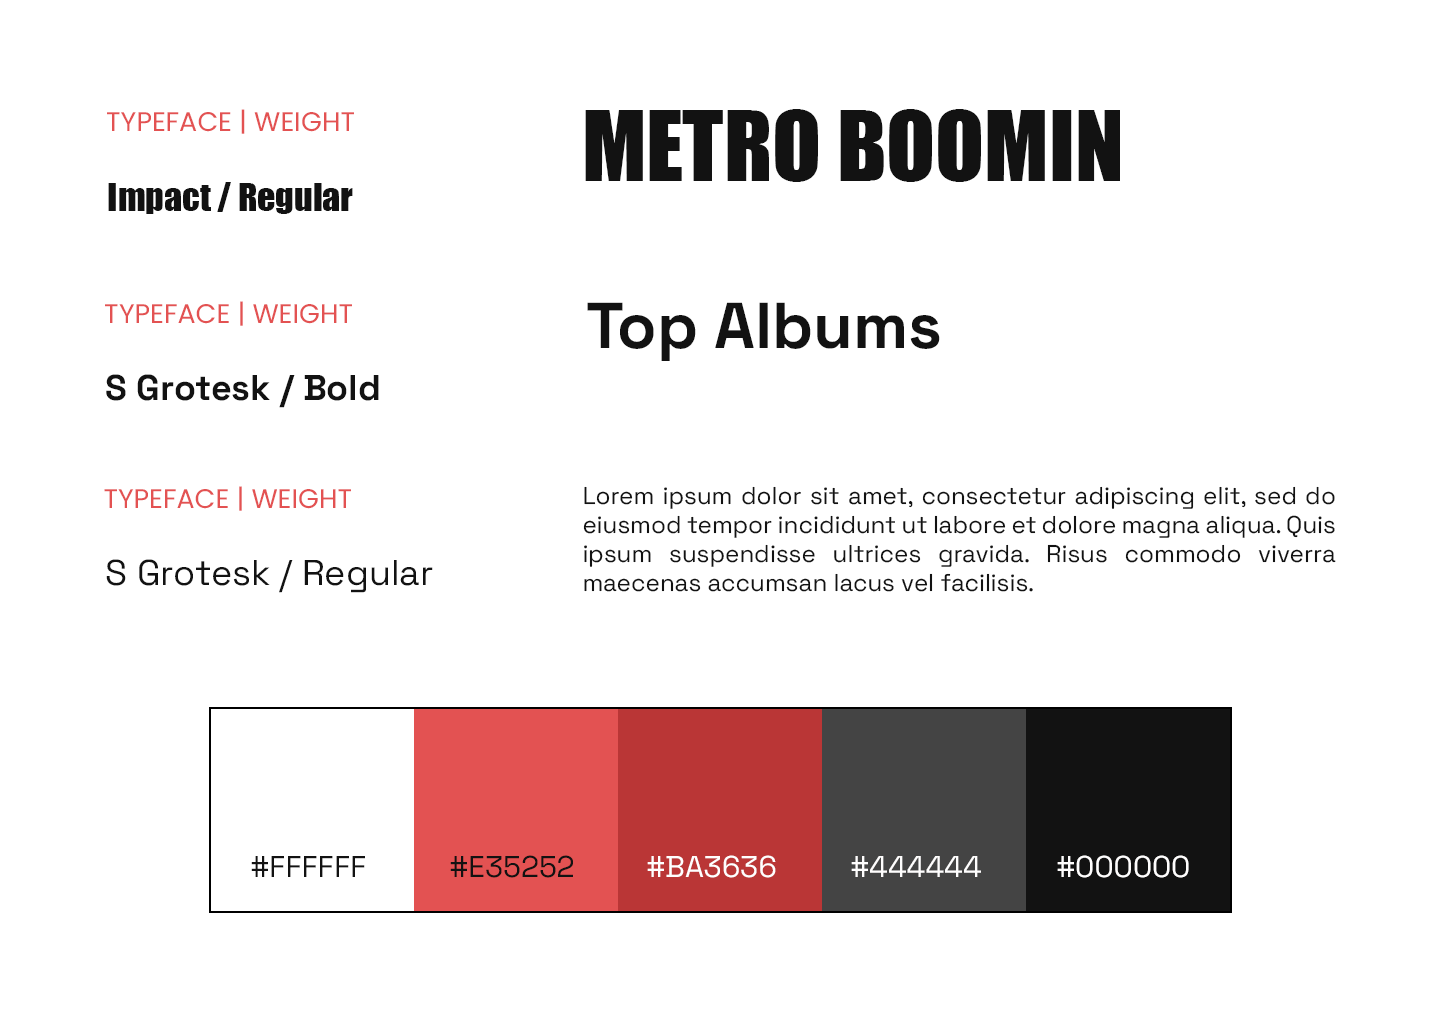 TYPEFACE | WEIGHT
METRO BOOMIN
Impact / Regular
TYPEFACE | WEIGHT
Top Albums
S Grotesk / Bold
TYPEFACE | WEIGHT
S Grotesk / Regular
Lorem ipsum dolor sit amet, consectetur adipiscing elit, sed do
eiusmod tempor incididunt ut labore et dolore magna aliqua. Quis
ipsum suspendisse ultrices gravida. Risus commodo viverra
maecenas accumsan lacus vel facilisis.
#FFFFFF #E35252 #BA3636 #444444 #000000